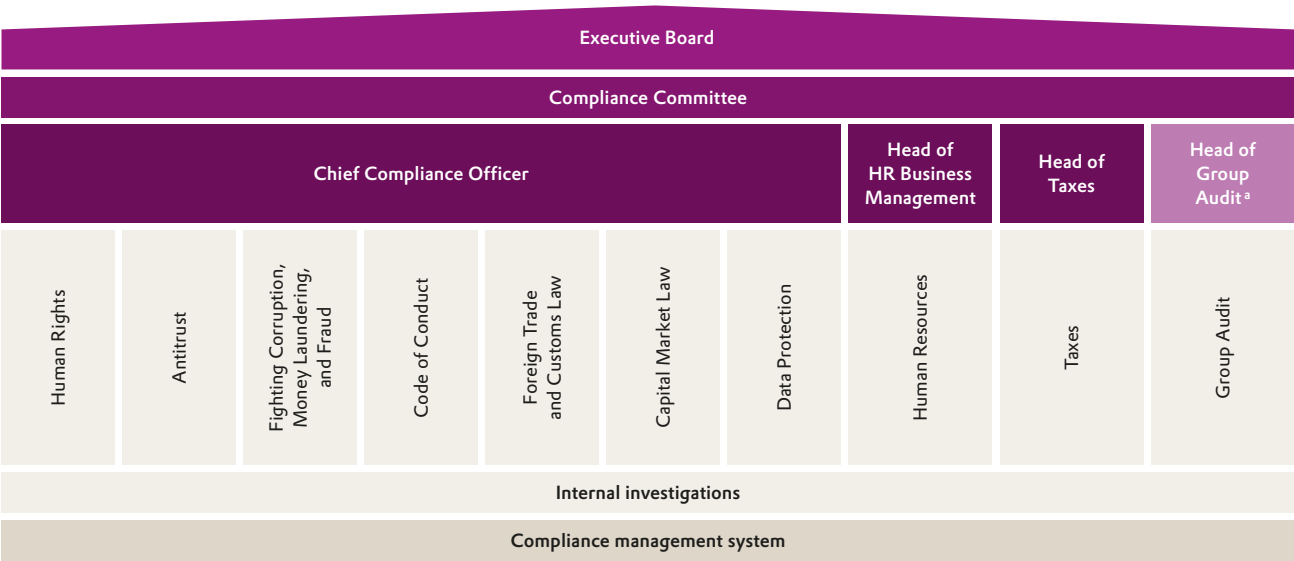 Executive Board
Compliance Committee
Chief Compliance Officer
Head of
HR Business
Management
Head of
Taxes
Head of
Group
Audit ᵃ
Human Rights
Antitrust
Fighting Corruption,
Money Laundering,
and Fraud
Code of Conduct
Foreign Trade
and Customs Law
Capital Market Law
Data Protection
Human Resources
Taxes
Group Audit
Internal investigations
Compliance management system